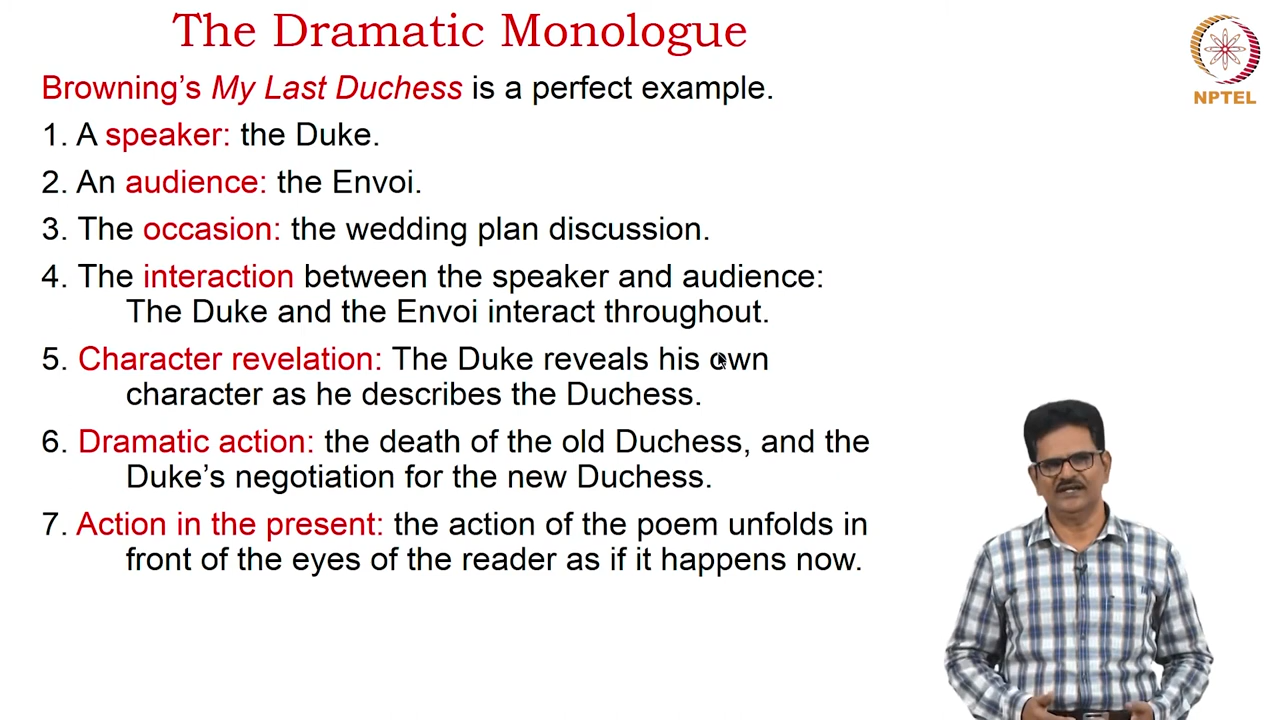 The Dramatic Monologue
NPTEL
Browning's My Last Duchess is a perfect example.
1. A speaker: the Duke.
2. An audience: the Envoi.
3. The occasion: the wedding plan discussion.
4. The interaction between the speaker and audience:
The Duke and the Envoi interact throughout.
5. Character revelation: The Duke reveals his own
character as he describes the Duchess.
6. Dramatic action: the death of the old Duchess, and the
Duke's negotiation for the new Duchess.
7. Action in the present: the action of the poem unfolds in
front of the eyes of the reader as if it happens now.